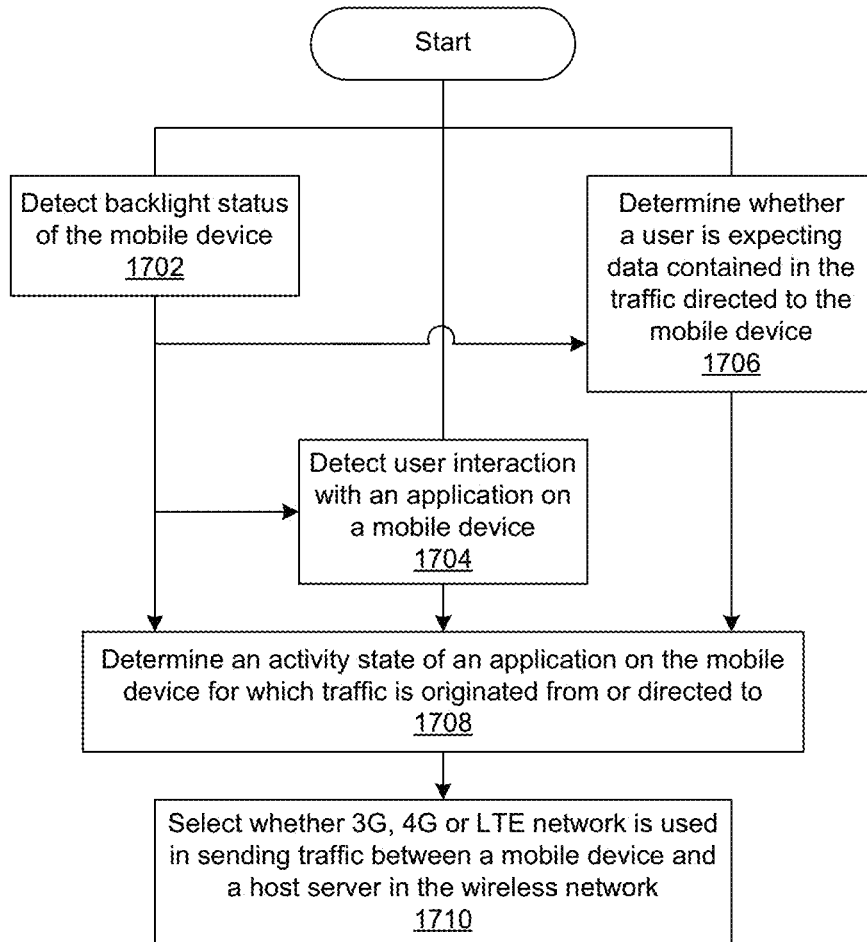 Start
Detect backlight status
of the mobile device
1702
Determine whether
a user is expecting
data contained in the
traffic directed to the
mobile device
1706
Detect user interaction
with an application on
a mobile device
1704
Determine an activity state of an application on the mobile
device for which traffic is originated from or directed to
1708
Select whether 3G, 4G or LTE network is used
in sending traffic between a mobile device and
a host server in the wireless network
1710